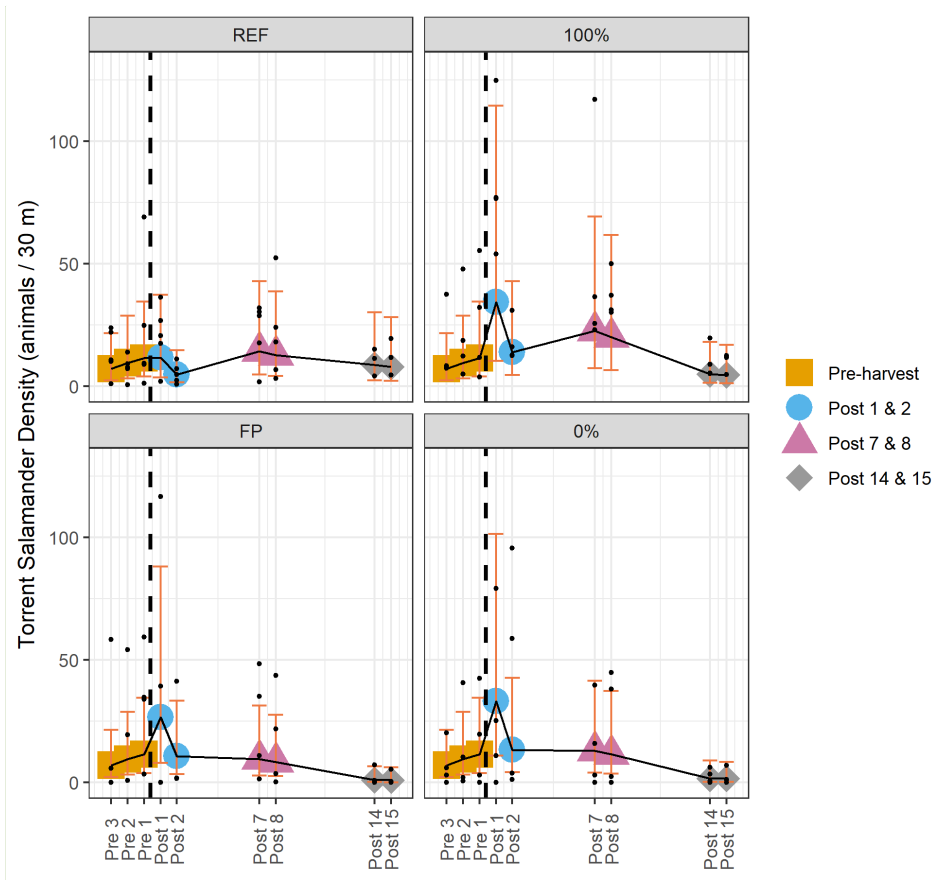 REF
100%
Torrent Salamander Density (animals / 30 m)
100
50
0
FP
0%
100
50
0
Pre 3
Pre 2
Pre 1
Post 1
Post 2
Post 7
Post 8
Post 14
Post 15
Pre 3
Pre 2
Pre 1
Post 1
Post 2
Post 7
Post 8
Post 14
Post 15
Pre-harvest
Post 1 & 2
Post 7 & 8
Post 14 & 15